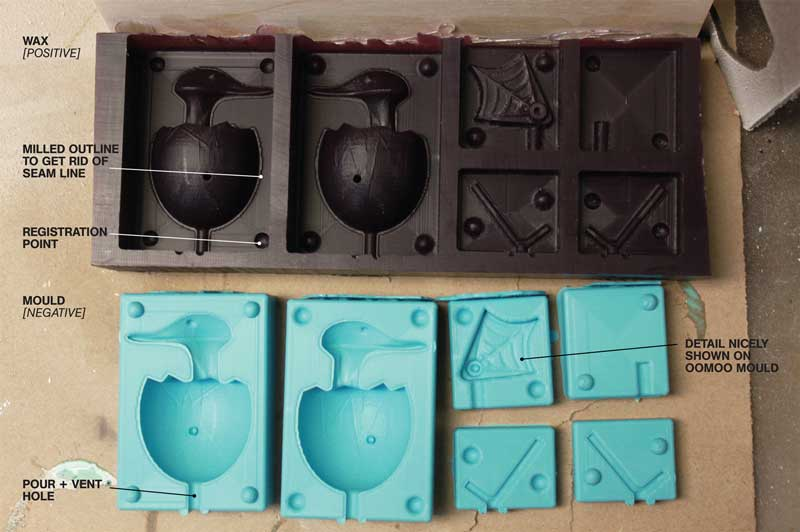 WAX
[POSITIVE]
MILLED OUTLINE
TO GET RID OF
SEAM LINE
REGISTRATION
POINT
MOULD
[NEGATIVE]
DETAIL NICELY
SHOWN ON
OOMOO MOULD
POUR + VENT
HOLE